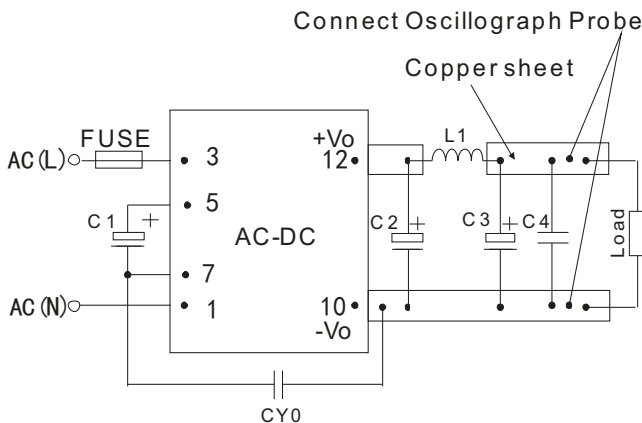 Connect Oscillograph Probe
Copper sheet
FUSE
AC(L)
3
+Vo
12
L1
5
C1
+
AC-DC
C2
+
C3
+
C4
Load
7
AC(N)
1
10
-Vo
CY0